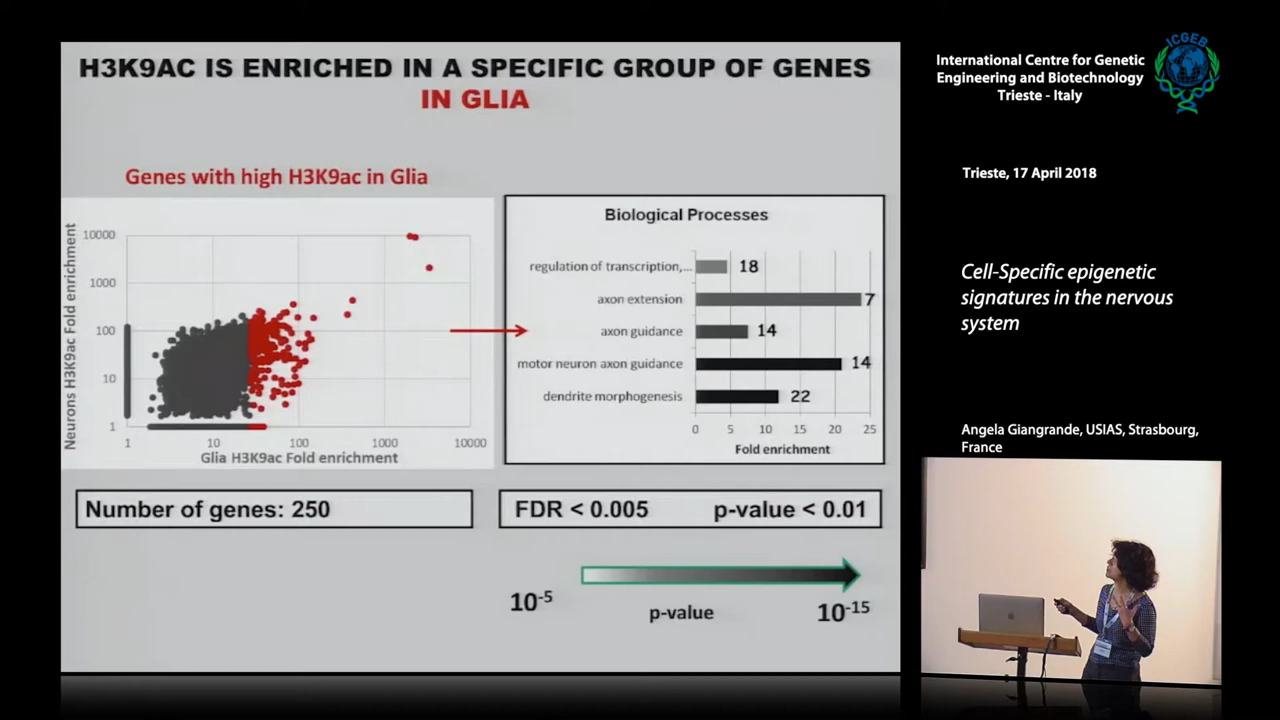 H3K9AC IS ENRICHED IN A SPECIFIC GROUP OF GENES
IN GLIA
Genes with high H3K9ac in Glia
Neurons H3K9ac Fold enrichment
10000
1000
100
10
1
1 10 100 1000 10000
Glia H3K9ac Fold enrichment
Biological Processes
regulation of transcription,... 18
axon extension 7
axon guidance 14
motor neuron axon guidance 14
dendrite morphogenesis 22
0 5 10 15 20 25
Fold enrichment
Number of genes: 250
FDR < 0.005 p-value < 0.01
10-5 p-value 10-15
International Centre for Genetic
Engineering and Biotechnology
Trieste - Italy
ICGEB
Trieste, 17 April 2018
Cell-Specific epigenetic
signatures in the nervous
system
Angela Giangrande, USIAS, Strasbourg,
France